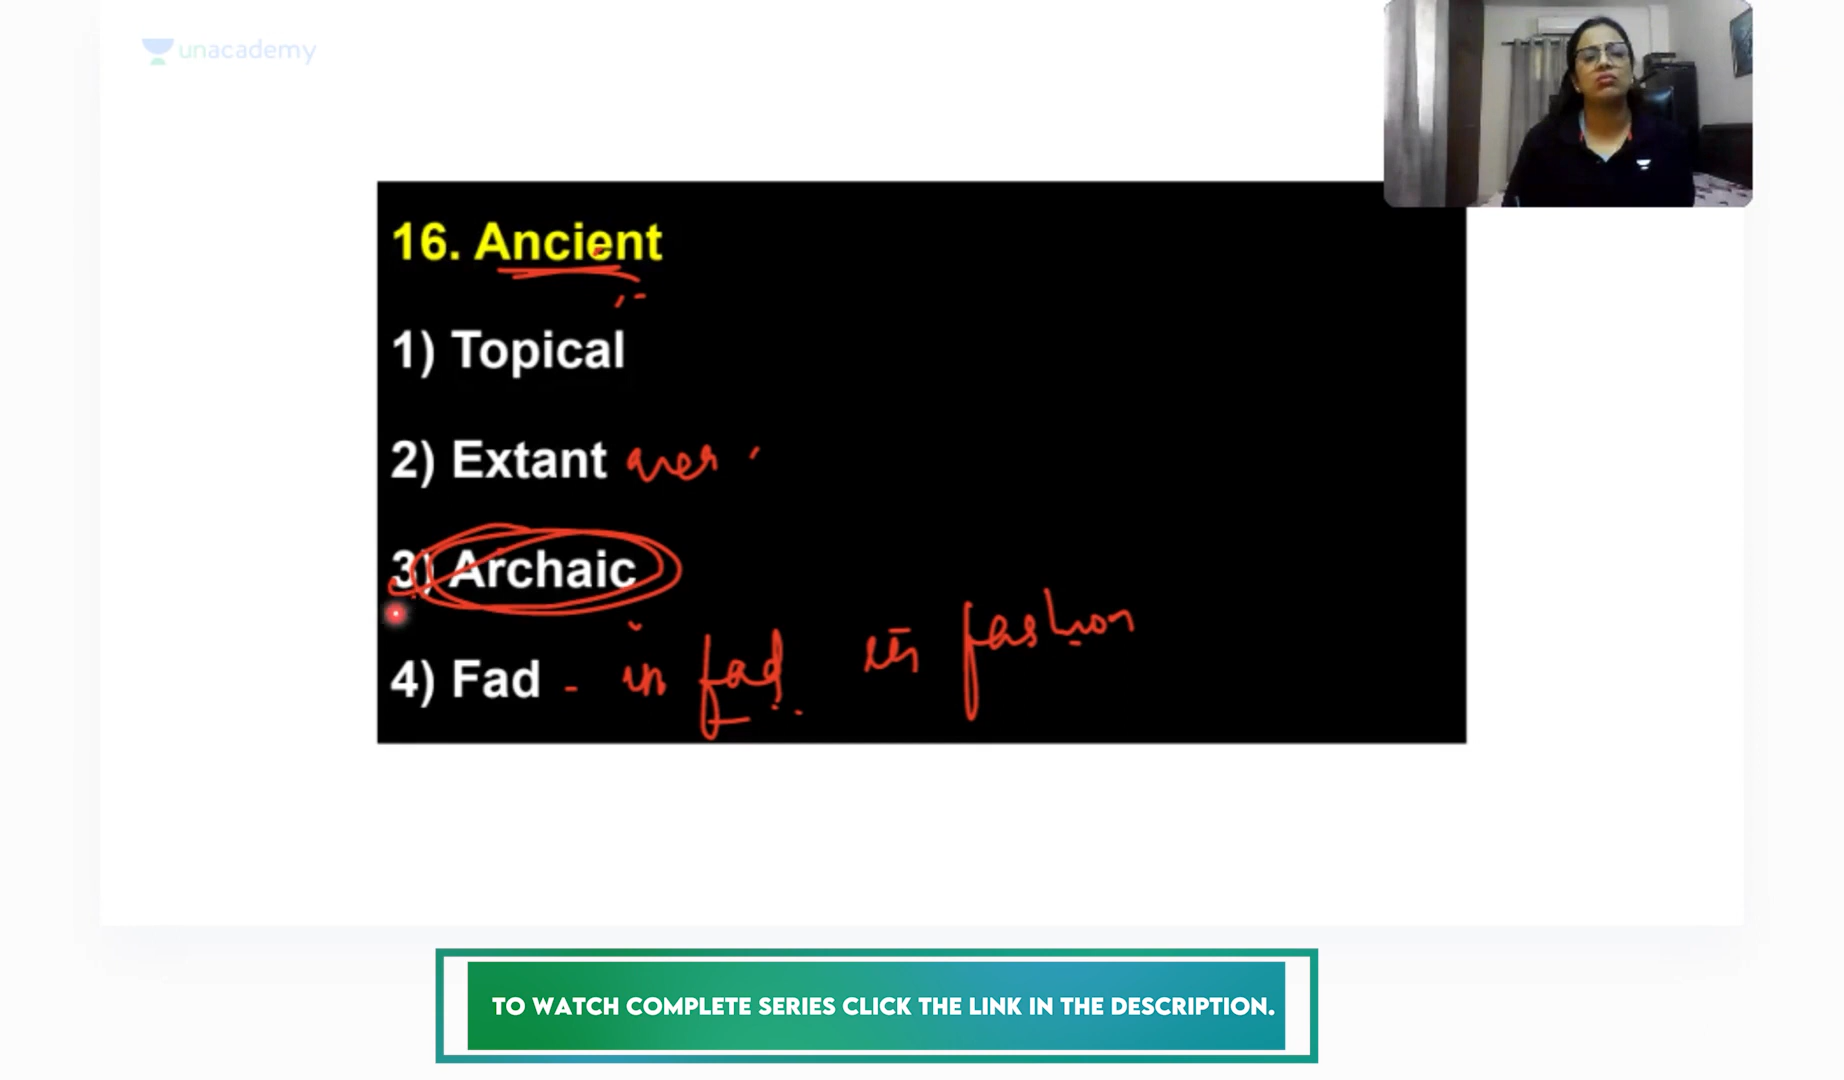 unacademy
16. Ancient
1) Topical
2) Extant
3) Archaic
4) Fad - in fad in fashion
TO WATCH COMPLETE SERIES CLICK THE LINK IN THE DESCRIPTION.